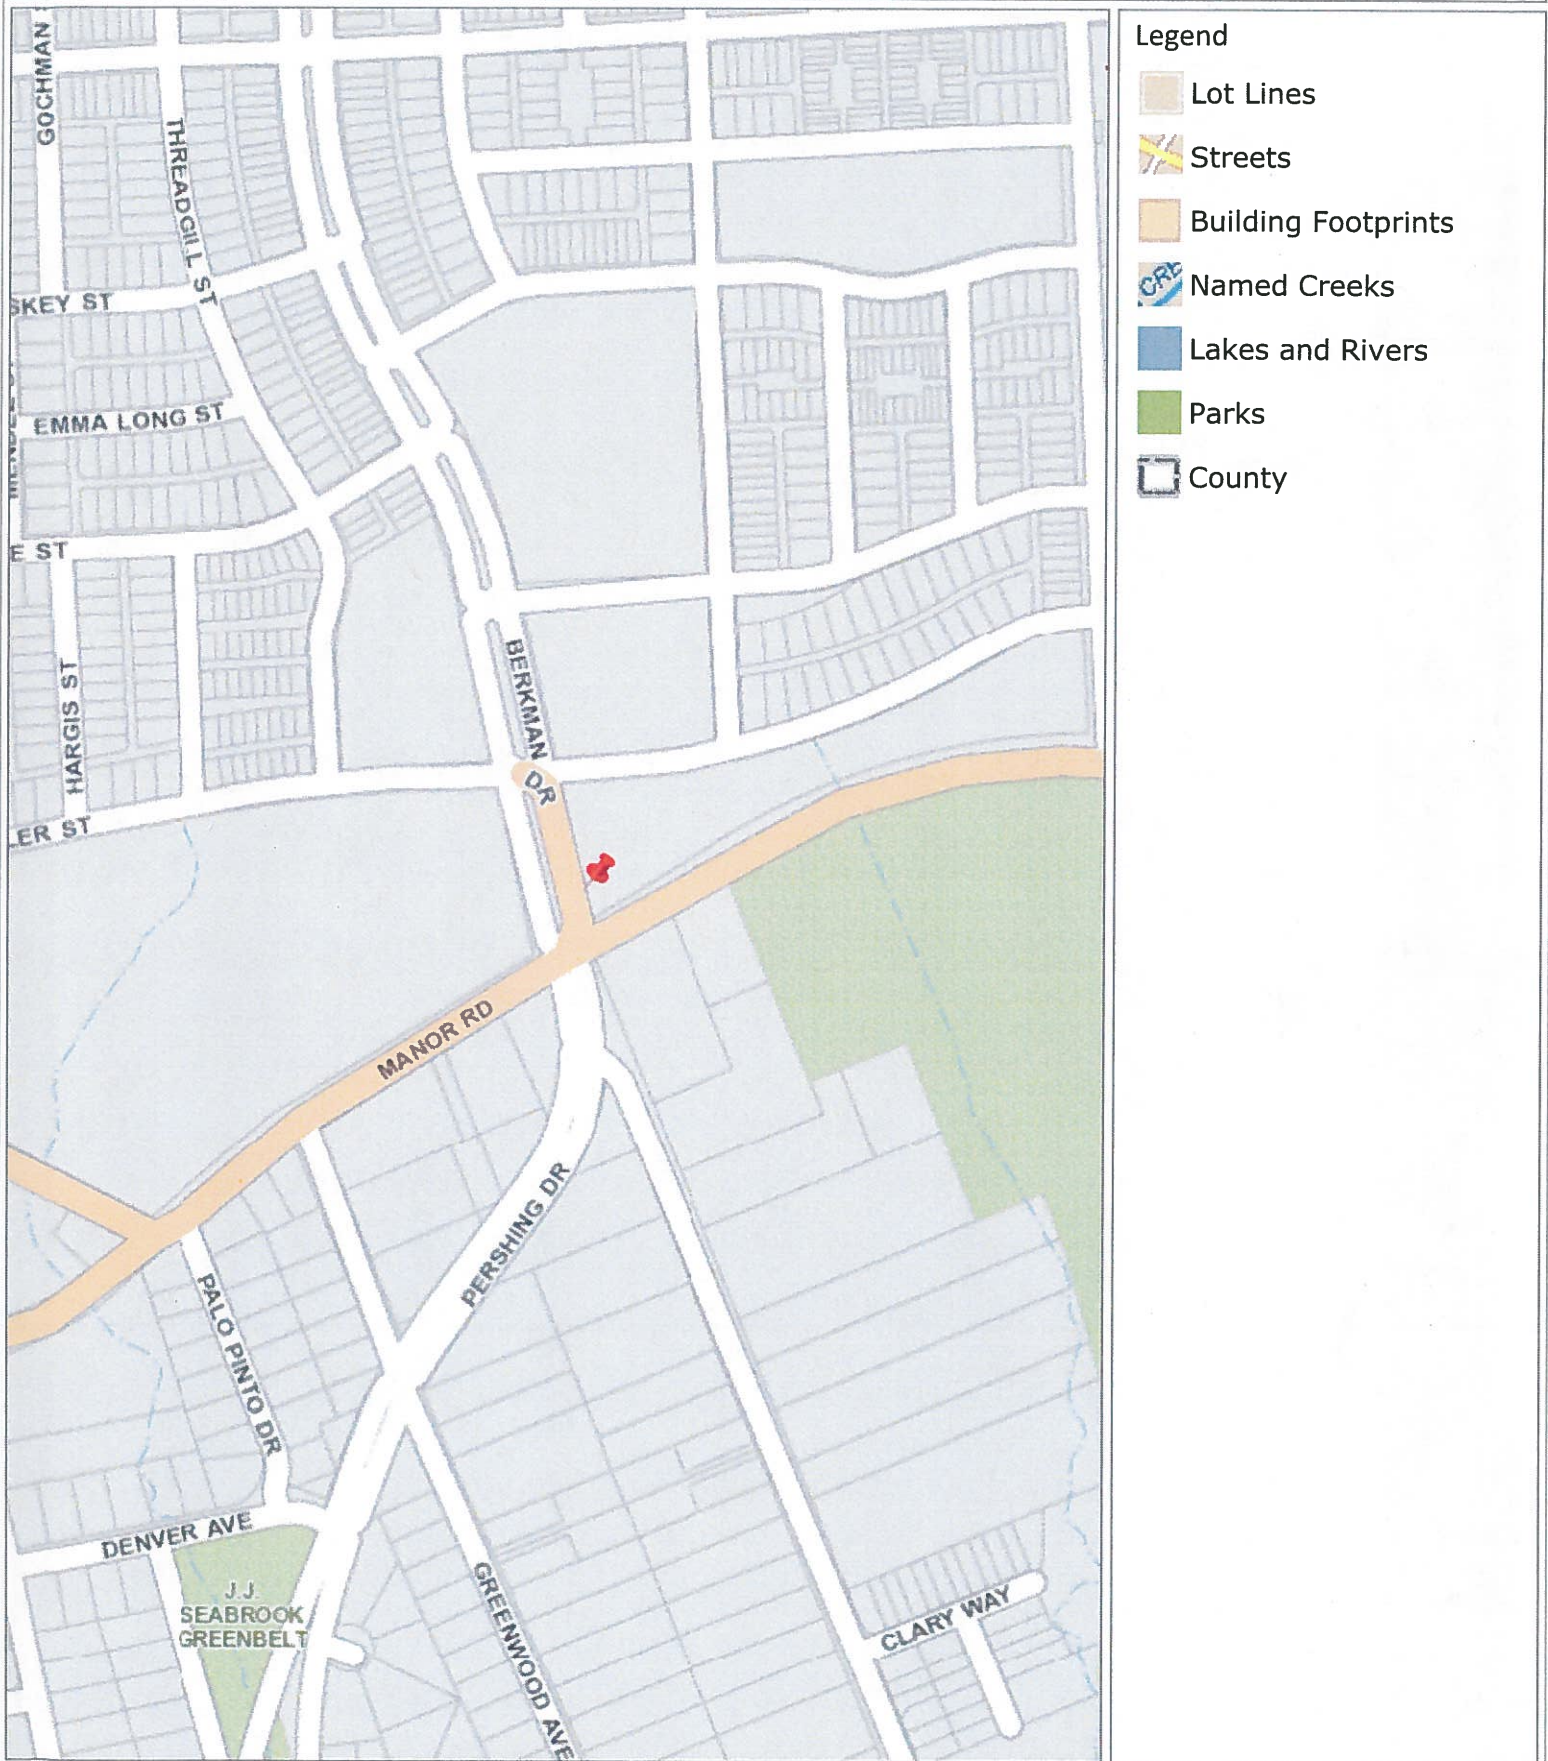 GOCHMAN
THREADGILL ST
SKEY ST
EMMA LONG ST
E ST
HARGIS ST
BERKMAN DR
LER ST
MANOR RD
PERSHING DR
PALO PINTO DR
DENVER AVE
J.J.
SEABROOK
GREENBELT
GREENWOOD AVE
CLARY WAY
Legend
Lot Lines
Streets
Building Footprints
CRE
Named Creeks
Lakes and Rivers
Parks
County